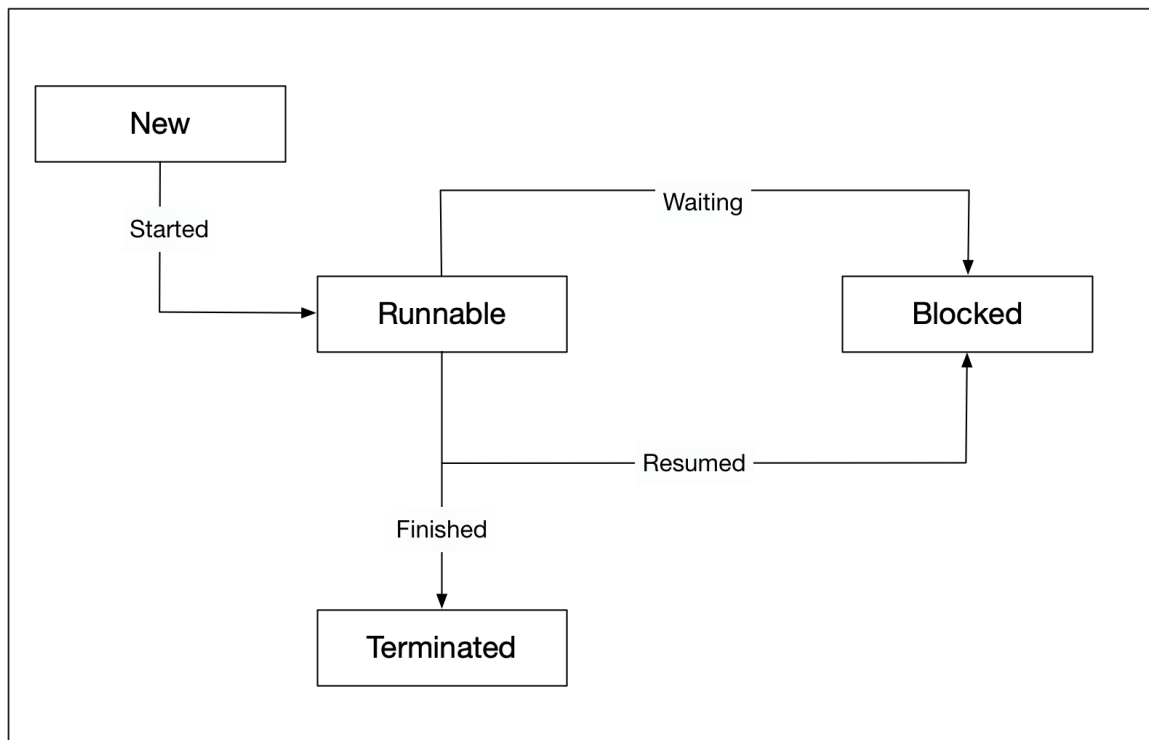 New
Started
Waiting
Runnable
Blocked
Resumed
Finished
Terminated